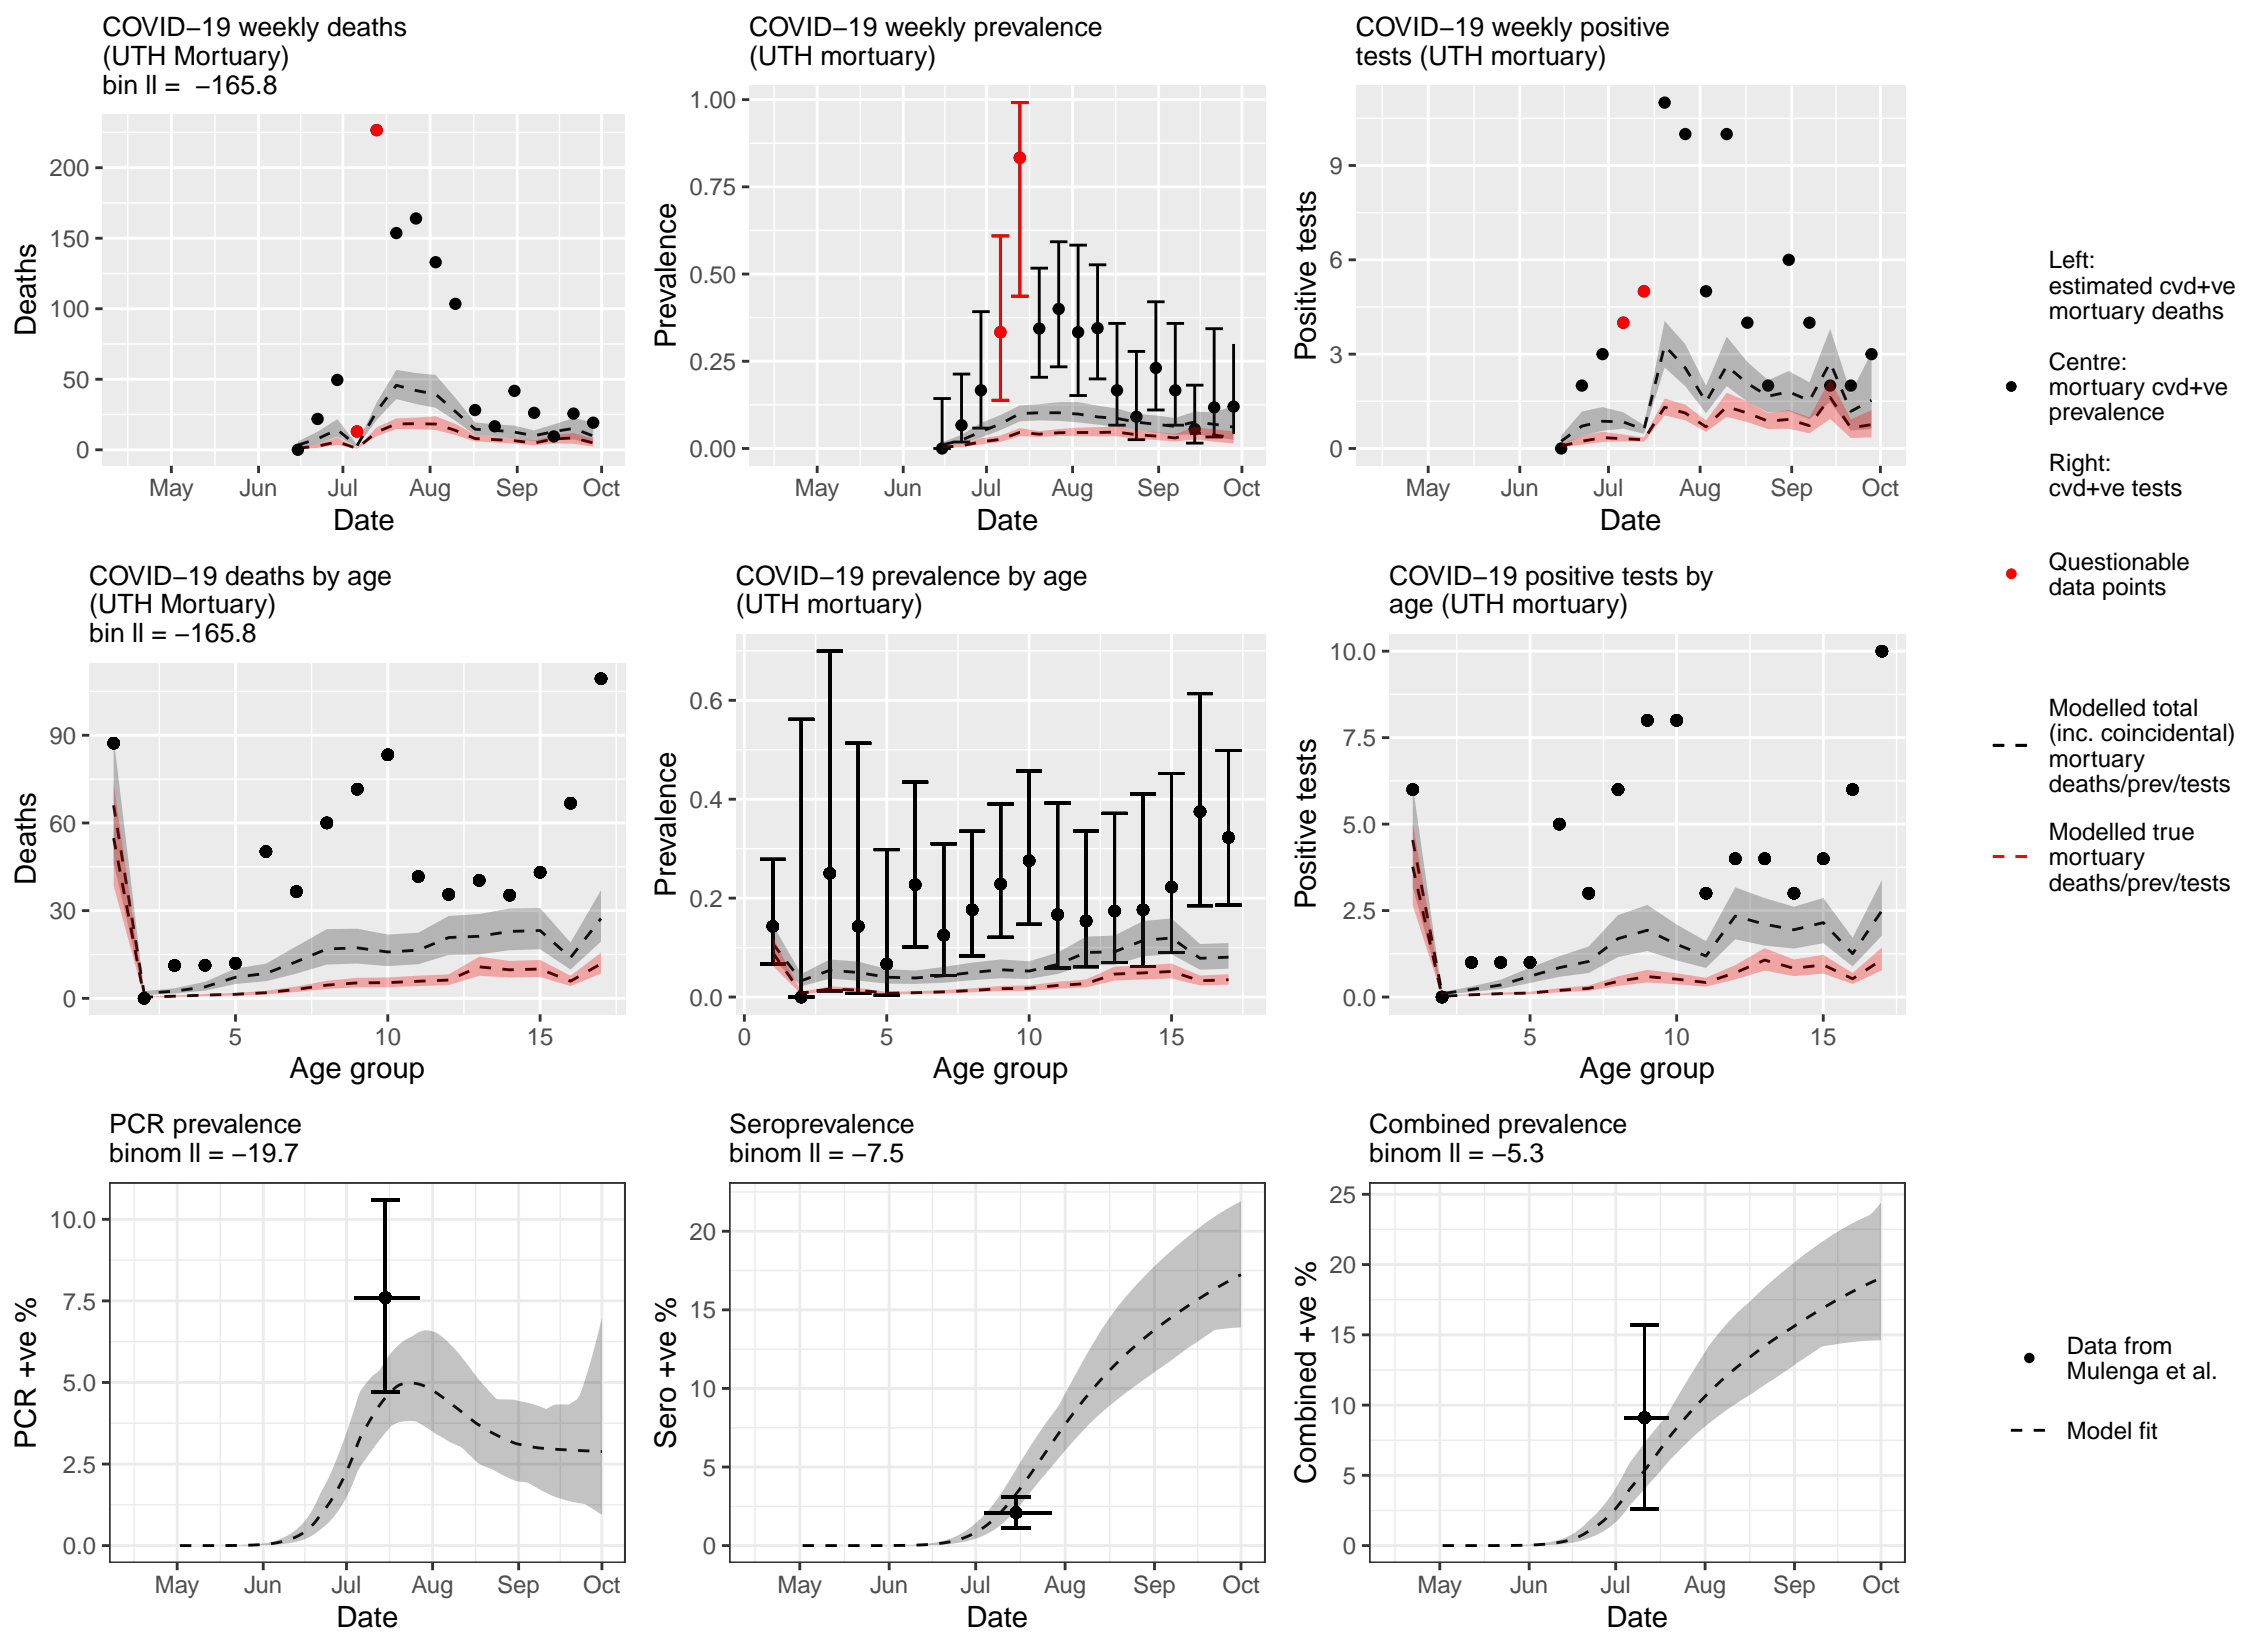 COVID−19 weekly deaths
(UTH Mortuary)
bin ll =  −165.8
Deaths
200
150
100
50
0
May Jun Jul Aug Sep Oct
Date
COVID−19 weekly prevalence
(UTH mortuary)
Prevalence
1.00
0.75
0.50
0.25
0.00
May Jun Jul Aug Sep Oct
Date
COVID−19 weekly positive
tests (UTH mortuary)
Positive tests
9
6
3
0
May Jun Jul Aug Sep Oct
Date
Left:
estimated cvd+ve
mortuary deaths
Centre:
mortuary cvd+ve
prevalence
Right:
cvd+ve tests
Questionable
data points
Modelled total
(inc. coincidental)
mortuary
deaths/prev/tests
Modelled true
mortuary
deaths/prev/tests
COVID−19 deaths by age
(UTH Mortuary)
bin ll = −165.8
Deaths
90
60
30
0
5 10 15
Age group
COVID−19 prevalence by age
(UTH mortuary)
Prevalence
0.6
0.4
0.2
0.0
0 5 10 15
Age group
COVID−19 positive tests by
age (UTH mortuary)
Positive tests
10.0
7.5
5.0
2.5
0.0
5 10 15
Age group
PCR prevalence
binom ll = −19.7
PCR +ve %
10.0
7.5
5.0
2.5
0.0
May Jun Jul Aug Sep Oct
Date
Seroprevalence
binom ll = −7.5
Sero +ve %
20
15
10
5
0
May Jun Jul Aug Sep Oct
Date
Combined prevalence
binom ll = −5.3
Combined +ve %
25
20
15
10
5
0
May Jun Jul Aug Sep Oct
Date
Data from
Mulenga et al.
Model fit